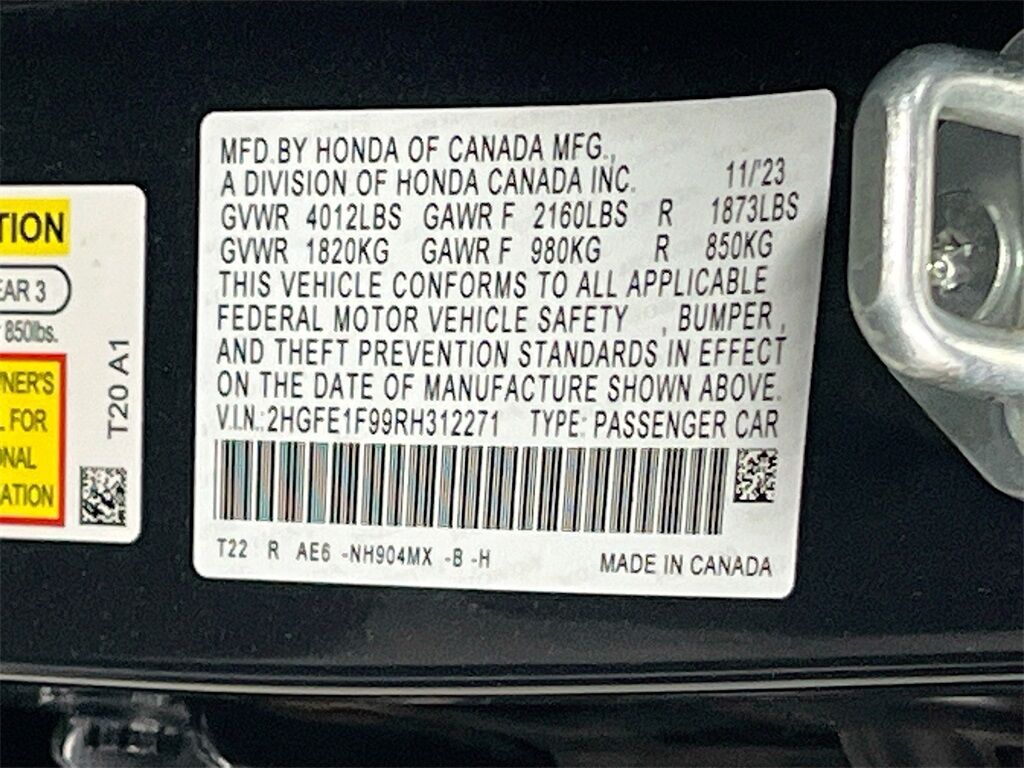 MFD.BY HONDA OF CANADA MFG.,
A DIVISION OF HONDA CANADA INC. 11/'23
GVWR 4012LBS GAWR F 2160LBS R 1873LBS
GVWR 1820KG GAWR F 980KG R 850KG
THIS VEHICLE CONFORMS TO ALL APPLICABLE
FEDERAL MOTOR VEHICLE SAFETY , BUMPER,
AND THEFT PREVENTION STANDARDS IN EFFECT
ON THE DATE OF MANUFACTURE SHOWN ABOVE.
V.I.N.: 2HGFE1F99RH312271 TYPE: PASSENGER CAR
T22 R AE6 -NH904MX -B -H
MADE IN CANADA
TION
EAR 3
850lbs.
NER'S
L FOR
NAL
ATION
T20 A1